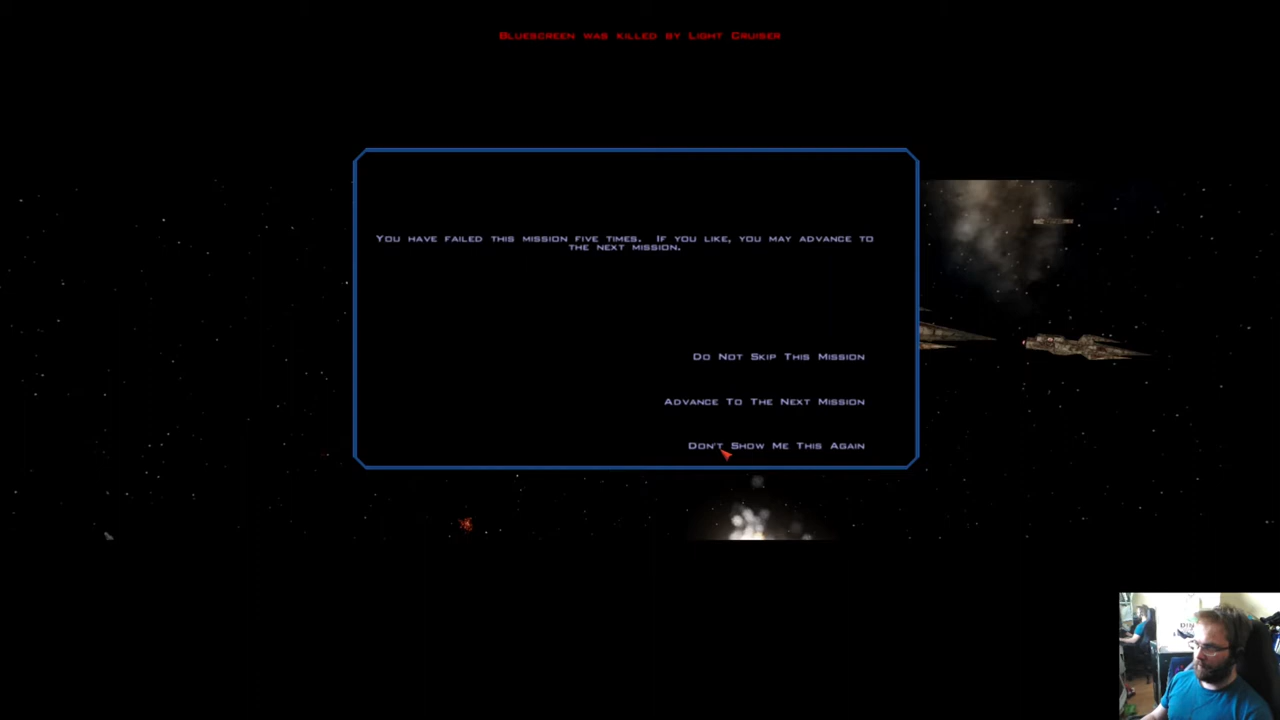 Bluescreen was killed by Light Cruiser
You have failed this mission five times. If you like, you may advance to
the next mission.
Do Not Skip This Mission
Advance To The Next Mission
Don't Show Me This Again